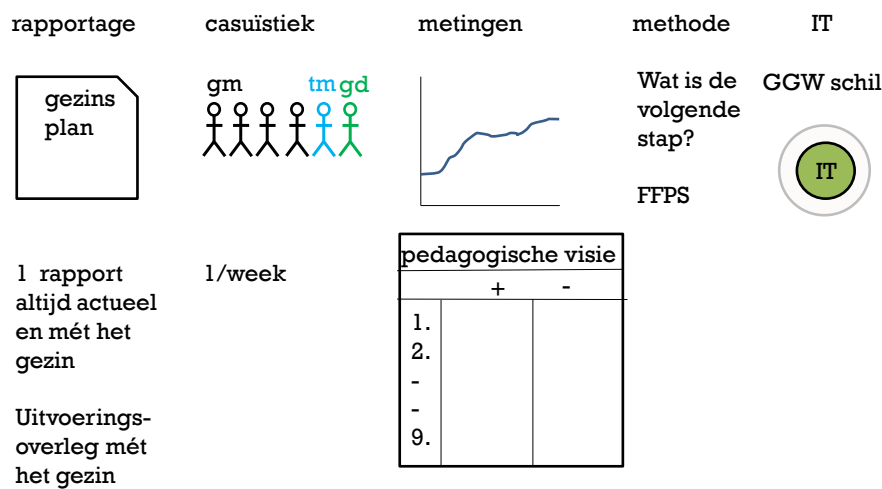 rapportage
casuïstiek
metingen
methode
IT
gezins
plan
gm
tm
gd
Wat is de
volgende
stap?
FFPS
GGW schil
IT
1 rapport
altijd actueel
en mét het
gezin
Uitvoerings-
overleg mét
het gezin
1/week
pedagogische visie
+ -
1.
2.
-
-
9.